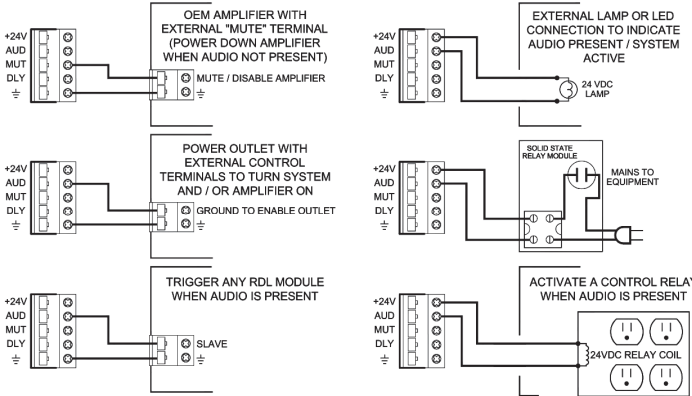 OEM AMPLIFIER WITH
EXTERNAL "MUTE" TERMINAL
(POWER DOWN AMPLIFIER
WHEN AUDIO NOT PRESENT)
+24V
AUD
MUT
DLY
MUTE / DISABLE AMPLIFIER
EXTERNAL LAMP OR LED
CONNECTION TO INDICATE
AUDIO PRESENT / SYSTEM
ACTIVE
+24V
AUD
MUT
DLY
24 VDC
LAMP
POWER OUTLET WITH
EXTERNAL CONTROL
TERMINALS TO TURN SYSTEM
AND / OR AMPLIFIER ON
+24V
AUD
MUT
DLY
GROUND TO ENABLE OUTLET
SOLID STATE
RELAY MODULE
+24V
AUD
MUT
DLY
MAINS TO
EQUIPMENT
TRIGGER ANY RDL MODULE
WHEN AUDIO IS PRESENT
+24V
AUD
MUT
DLY
SLAVE
ACTIVATE A CONTROL RELAY
WHEN AUDIO IS PRESENT
+24V
AUD
MUT
DLY
24VDC RELAY COIL